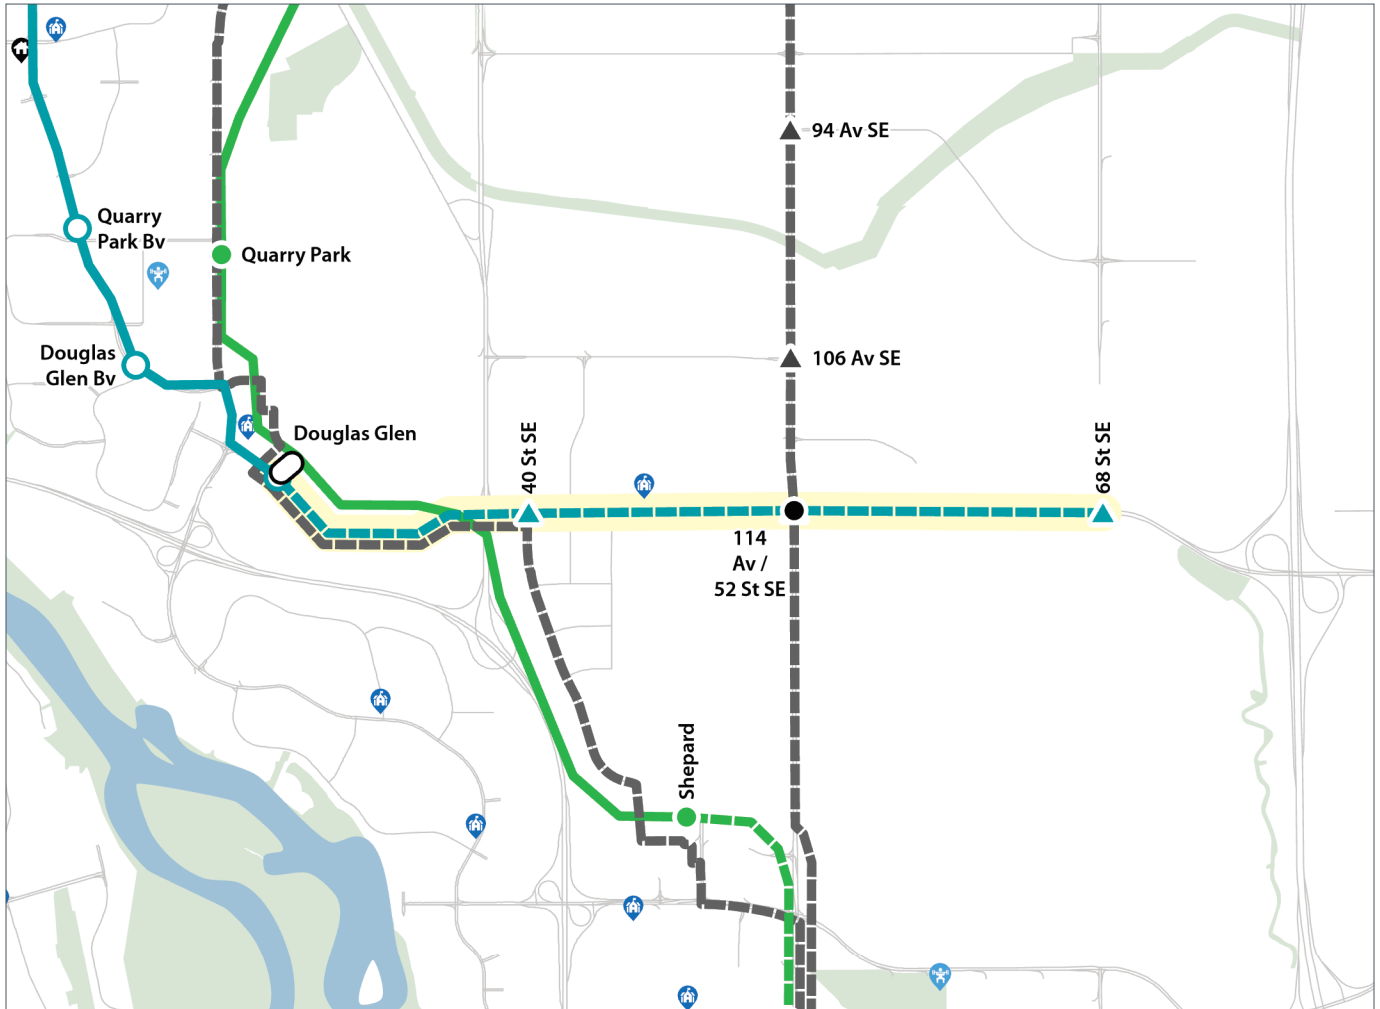 94 Av SE
Quarry
Park Bv
Quarry Park
Douglas
Glen Bv
106 Av SE
Douglas Glen
40 St SE
68 St SE
114
Av /
52 St SE
Shepard